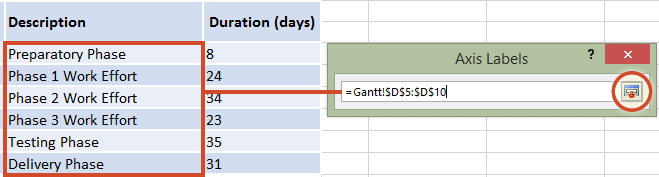 Description Duration (days)
Preparatory Phase 8
Phase 1 Work Effort 24
Phase 2 Work Effort 34
Phase 3 Work Effort 23
Testing Phase 35
Delivery Phase 31
Axis Labels ? ×
=Gantt!$D$5:$D$10